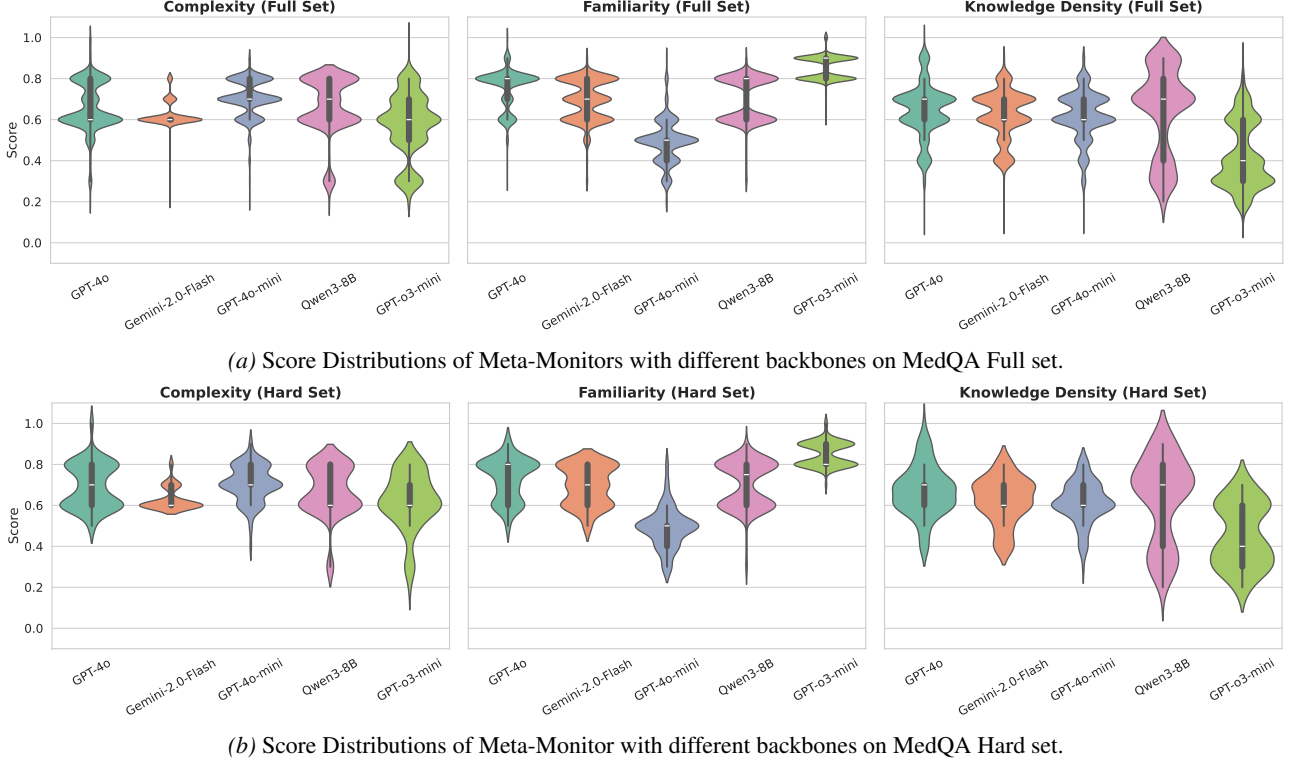 Complexity (Full Set) Familiarity (Full Set) Knowledge Density (Full Set)
1.0
0.8
0.6
0.4
0.2
0.0
Score
GPT-4o Gemini-2.0-Flash GPT-4o-mini Qwen3-8B GPT-o3-mini
GPT-4o Gemini-2.0-Flash GPT-4o-mini Qwen3-8B GPT-o3-mini
GPT-4o Gemini-2.0-Flash GPT-4o-mini Qwen3-8B GPT-o3-mini
(a) Score Distributions of Meta-Monitors with different backbones on MedQA Full set.
Complexity (Hard Set) Familiarity (Hard Set) Knowledge Density (Hard Set)
1.0
0.8
0.6
0.4
0.2
0.0
Score
GPT-4o Gemini-2.0-Flash GPT-4o-mini Qwen3-8B GPT-o3-mini
GPT-4o Gemini-2.0-Flash GPT-4o-mini Qwen3-8B GPT-o3-mini
GPT-4o Gemini-2.0-Flash GPT-4o-mini Qwen3-8B GPT-o3-mini
(b) Score Distributions of Meta-Monitor with different backbones on MedQA Hard set.